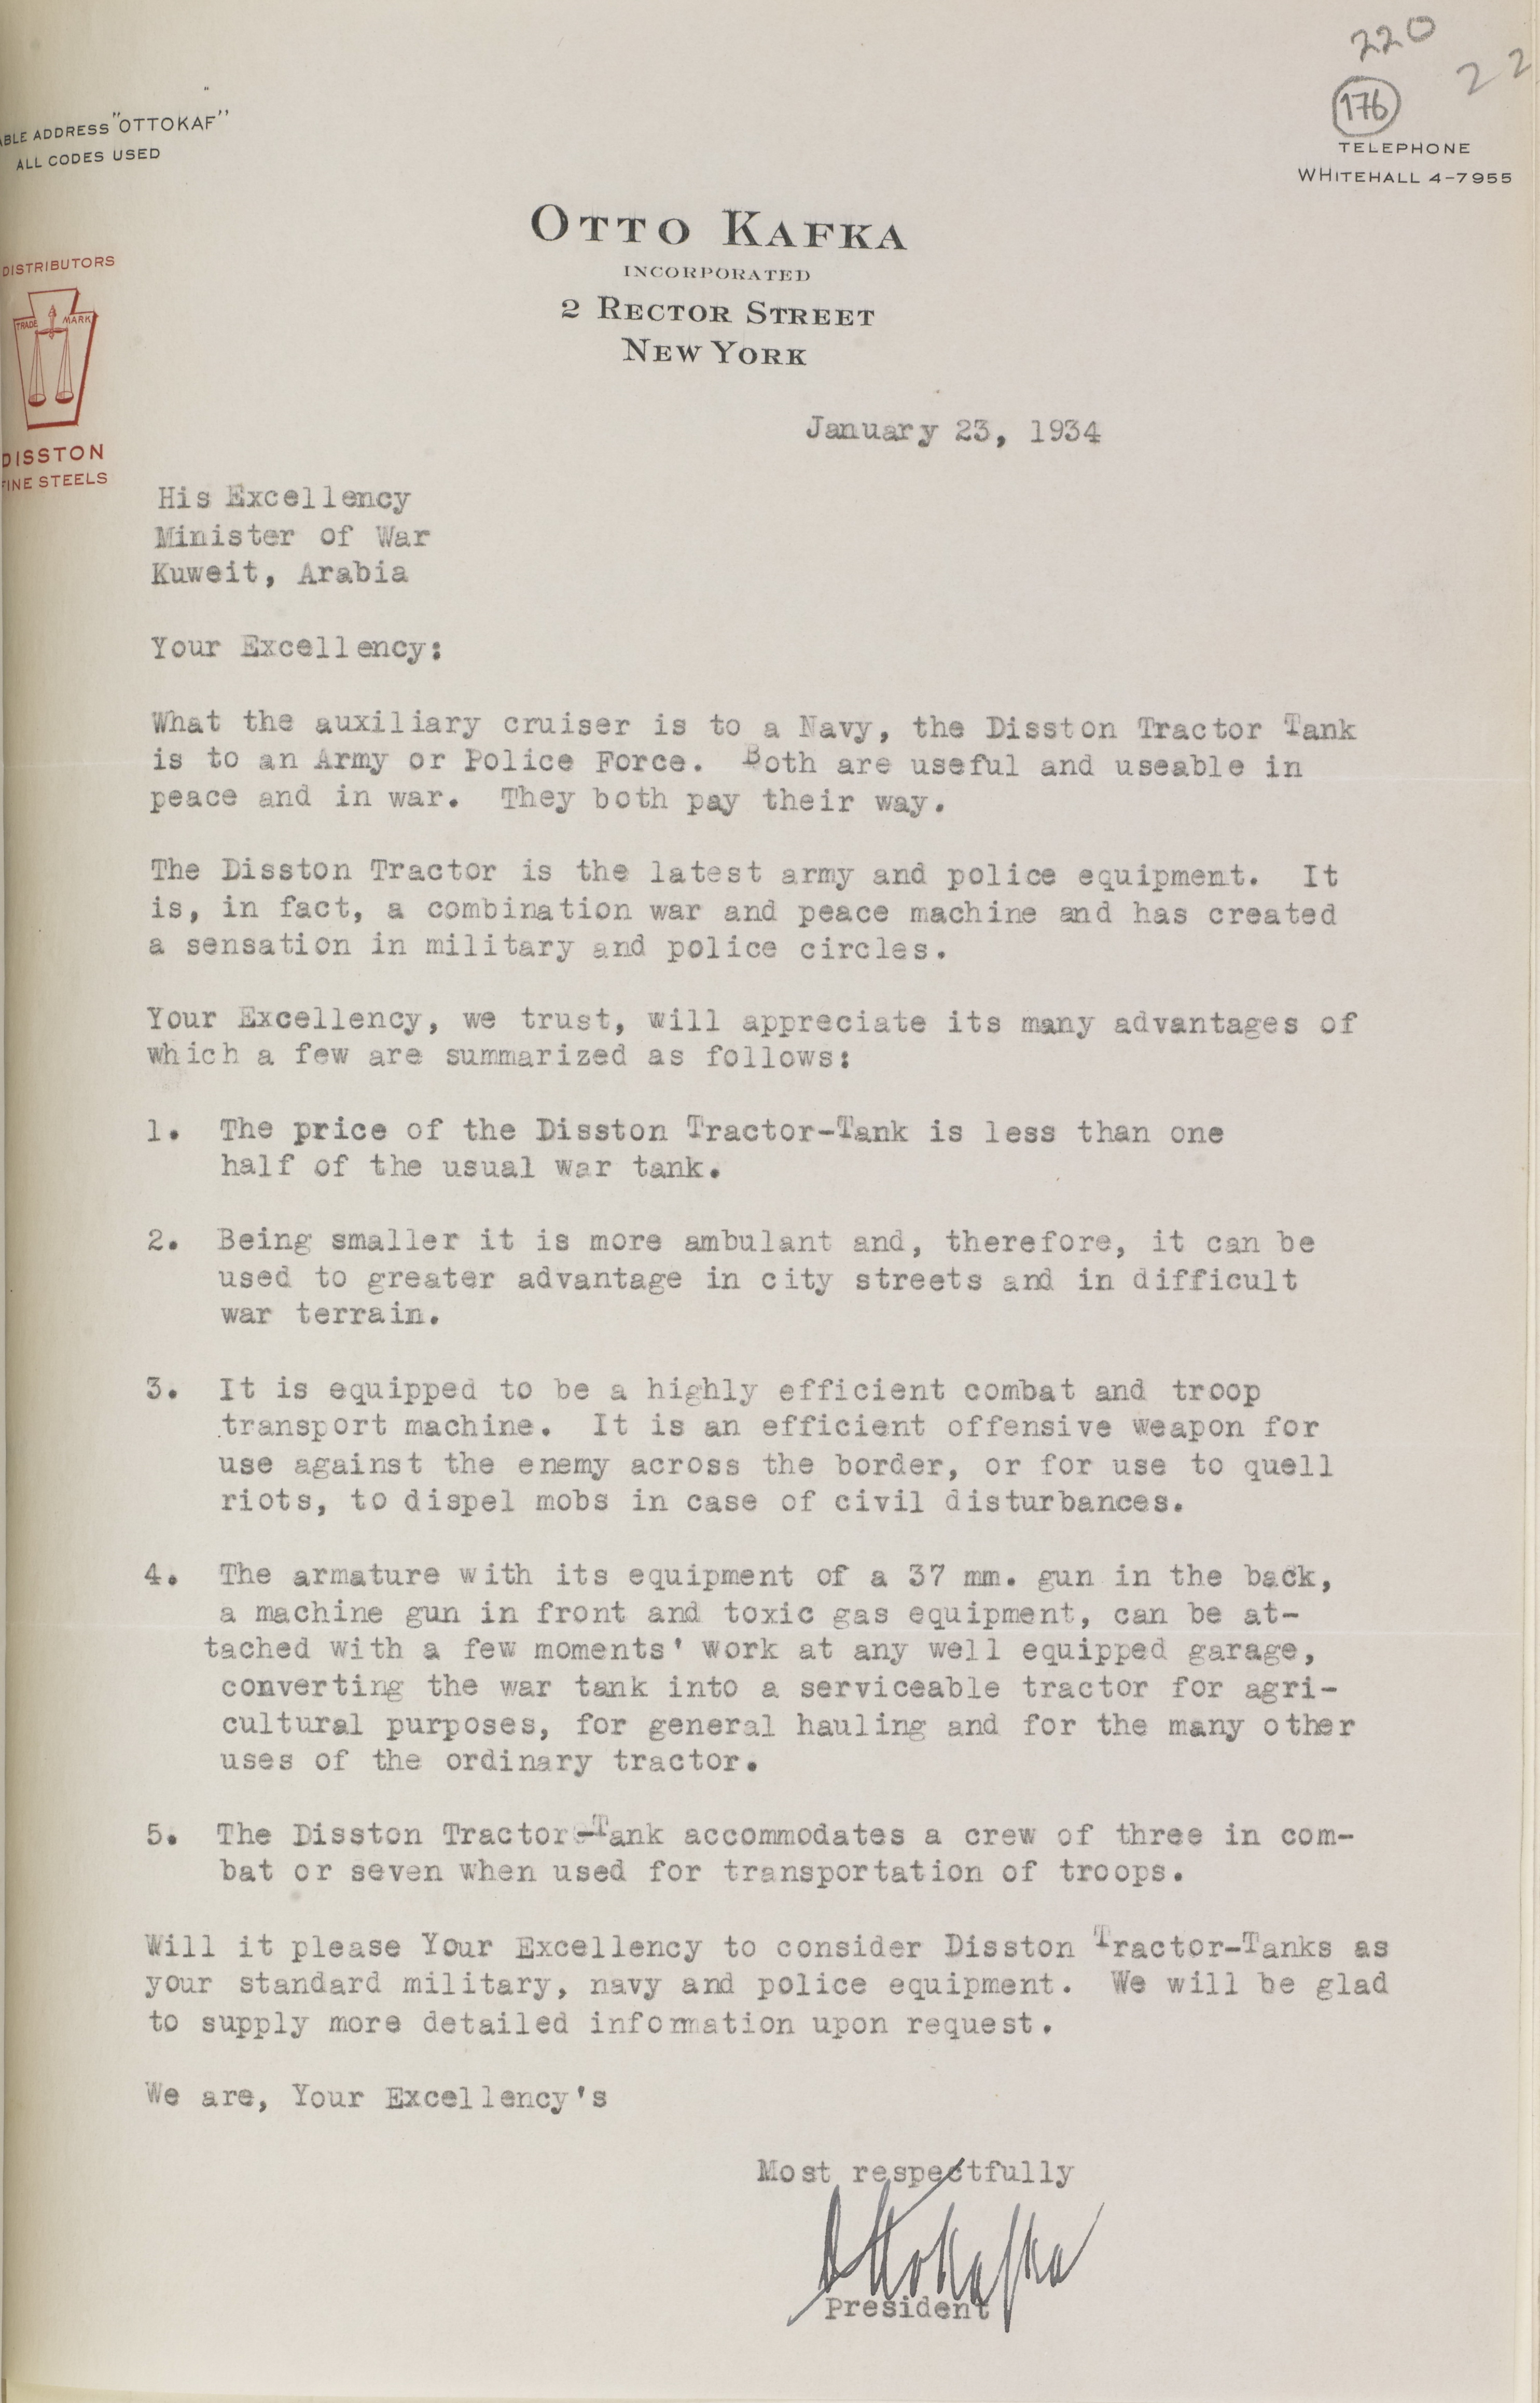 220
22
176
ABLE ADDRESS "OTTOKAF"
ALL CODES USED
TELEPHONE
WHITEHALL 4-7955
OTTO KAFKA
INCORPORATED
2 RECTOR STREET
NEW YORK
DISTRIBUTORS
TRADE MARK
DISSTON
FINE STEELS
January 23, 1934
His Excellency
Minister of War
Kuweit, Arabia
Your Excellency:
What the auxiliary cruiser is to a Navy, the Disston Tractor Tank
is to an Army or Police Force. Both are useful and useable in
peace and in war. They both pay their way.
The Disston Tractor is the latest army and police equipment. It
is, in fact, a combination war and peace machine and has created
a sensation in military and police circles.
Your Excellency, we trust, will appreciate its many advantages of
which a few are summarized as follows:
1. The price of the Disston Tractor-Tank is less than one
half of the usual war tank.
2. Being smaller it is more ambulant and, therefore, it can be
used to greater advantage in city streets and in difficult
war terrain.
3. It is equipped to be a highly efficient combat and troop
transport machine. It is an efficient offensive weapon for
use against the enemy across the border, or for use to quell
riots, to dispel mobs in case of civil disturbances.
4. The armature with its equipment of a 37 mm. gun in the back,
a machine gun in front and toxic gas equipment, can be at-
tached with a few moments' work at any well equipped garage,
converting the war tank into a serviceable tractor for agri-
cultural purposes, for general hauling and for the many other
uses of the ordinary tractor.
5. The Disston Tractor-Tank accommodates a crew of three in com-
bat or seven when used for transportation of troops.
Will it please Your Excellency to consider Disston Tractor-Tanks as
your standard military, navy and police equipment. We will be glad
to supply more detailed information upon request.
We are, Your Excellency's
Most respectfully
Otto Kafka
President